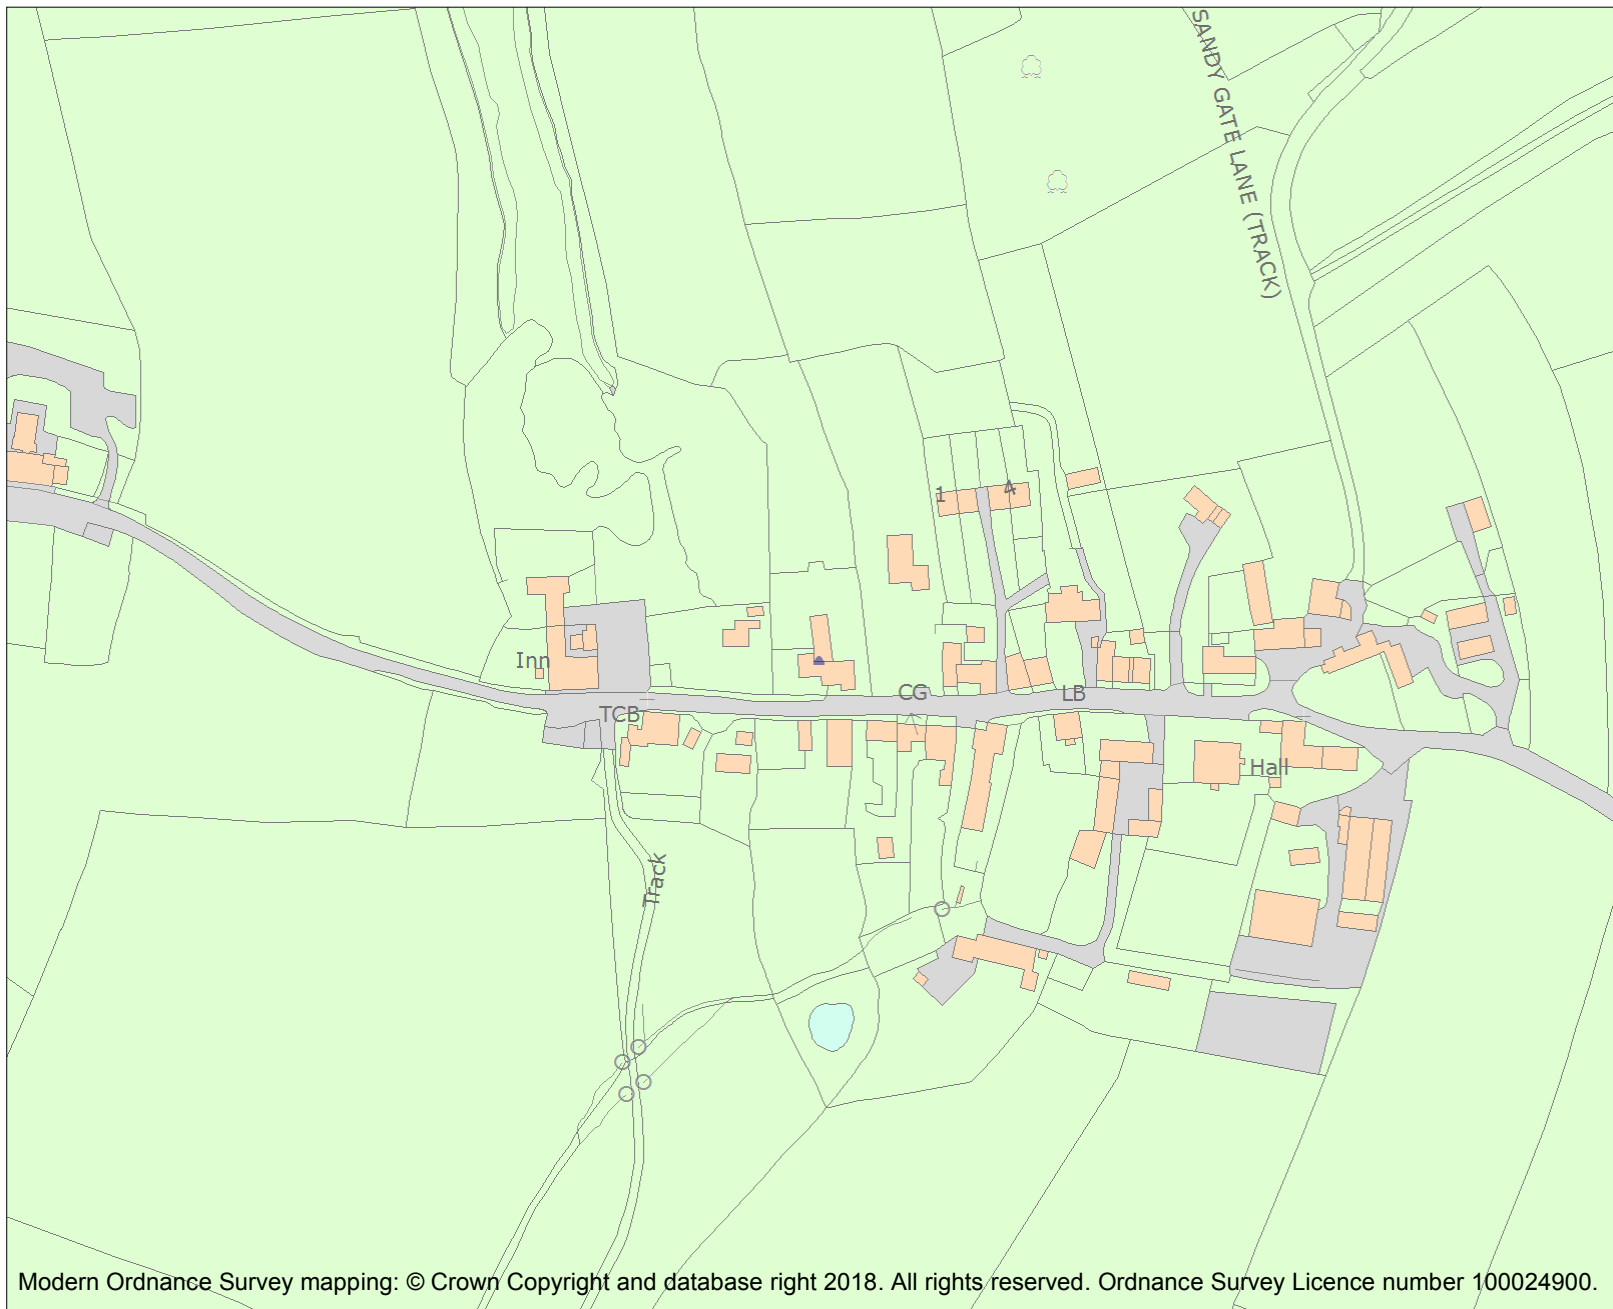 SANDY GATE LANE (TRACK)
1
4
Inn
CG
LB
TCB
Hall
Track
Modern Ordnance Survey mapping: © Crown Copyright and database right 2018. All rights reserved. Ordnance Survey Licence number 100024900.